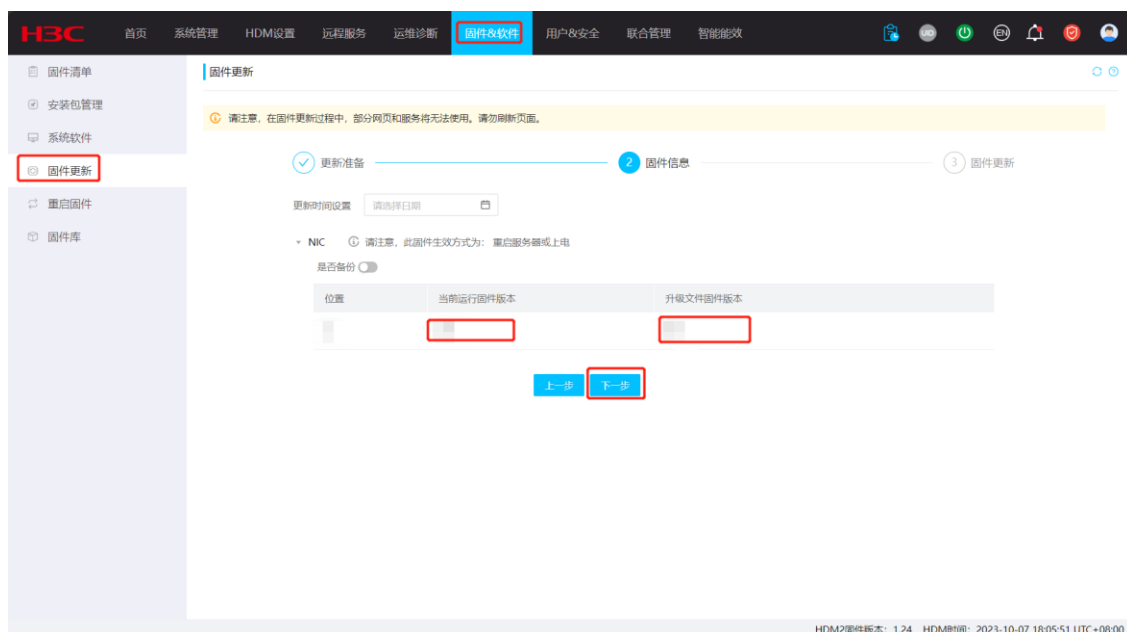 H3C 首页 系统管理 HDM设置 远程服务 运维诊断 固件&软件 用户&安全 联合管理 智能能效 UID EN
固件清单
安装包管理
系统软件
固件更新
重启固件
固件库
固件更新
请注意，在固件更新过程中，部分网页和服务将无法使用。请勿刷新页面。
更新准备 2 固件信息 3 固件更新
更新时间设置 请选择日期
NIC 请注意，此固件生效方式为： 重启服务器或上电
是否备份
位置 当前运行固件版本 升级文件固件版本
上一步 下一步
HDM2固件版本：1.24 HDM时间：2023-10-07 18:05:51 UTC+08:00